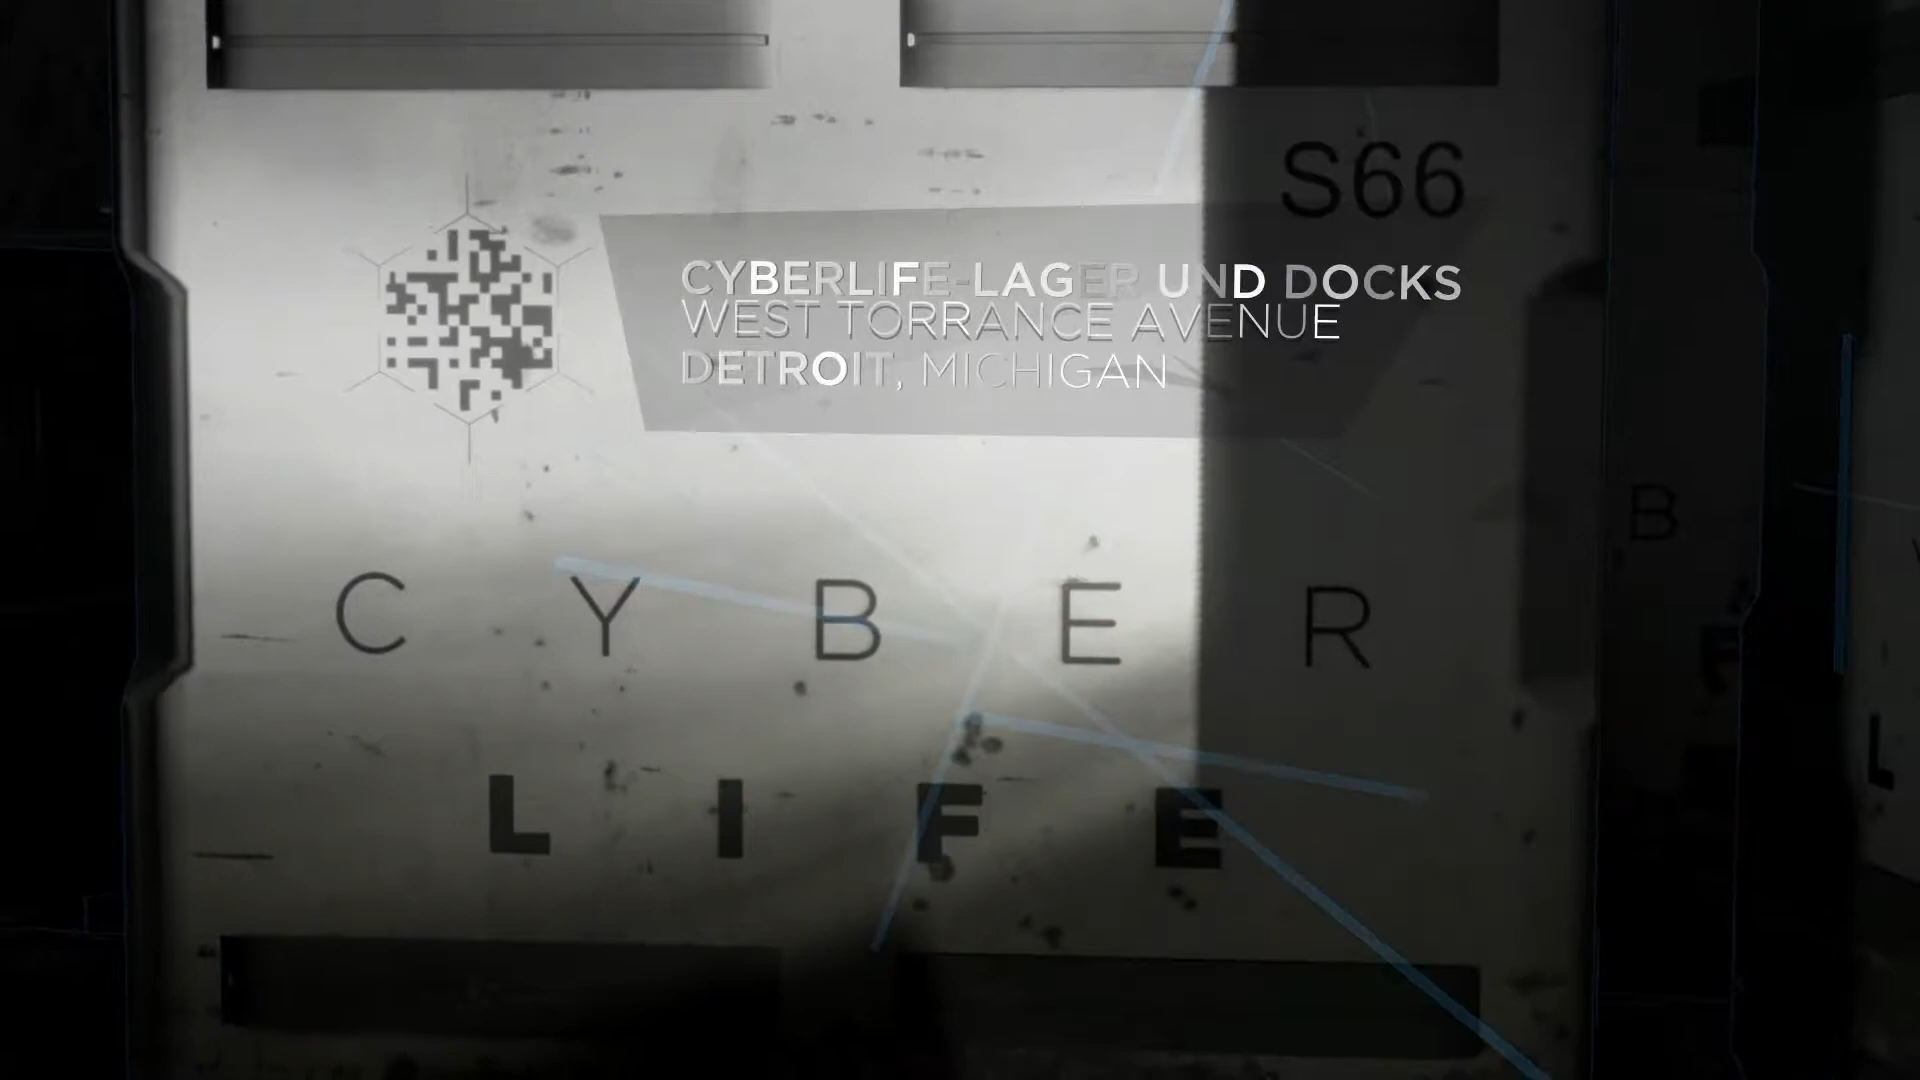 S66
CYBERLIFE-LAGER UND DOCKS
WEST TORRANCE AVENUE
DETROIT, MICHIGAN
CYBER
LIFE
B
L